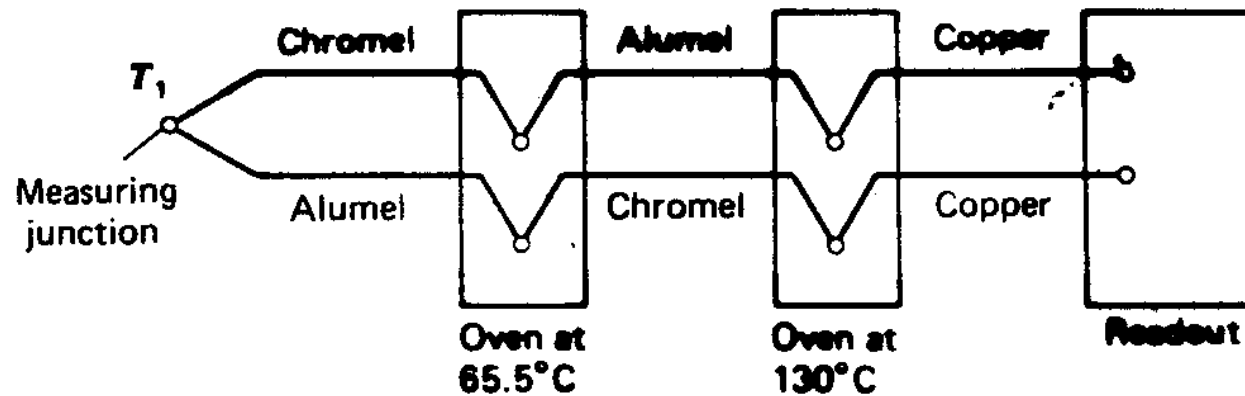 Chromel
Alumel
Copper
T₁
Measuring
junction
Alumel
Chromel
Copper
Oven at
65.5°C
Oven at
130°C
Readout